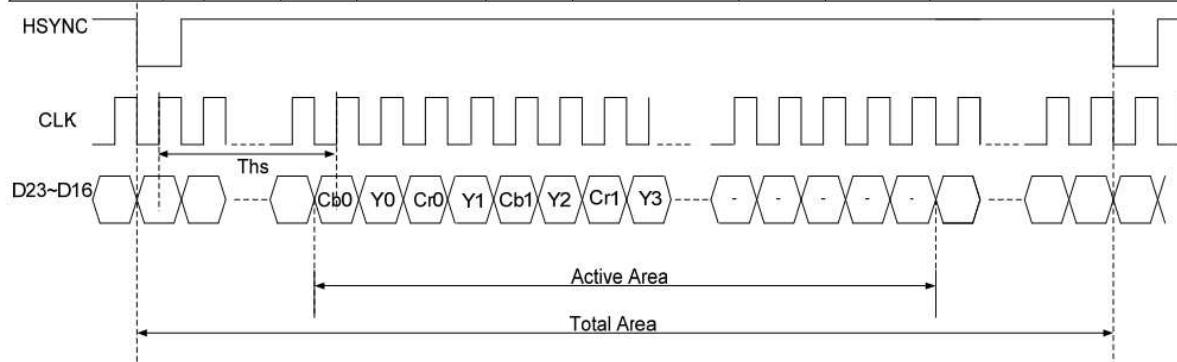 HSYNC
CLK
Ths
D23~D16 Cb0 Y0 Cr0 Y1 Cb1 Y2 Cr1 Y3 - - - - -
Active Area
Total Area